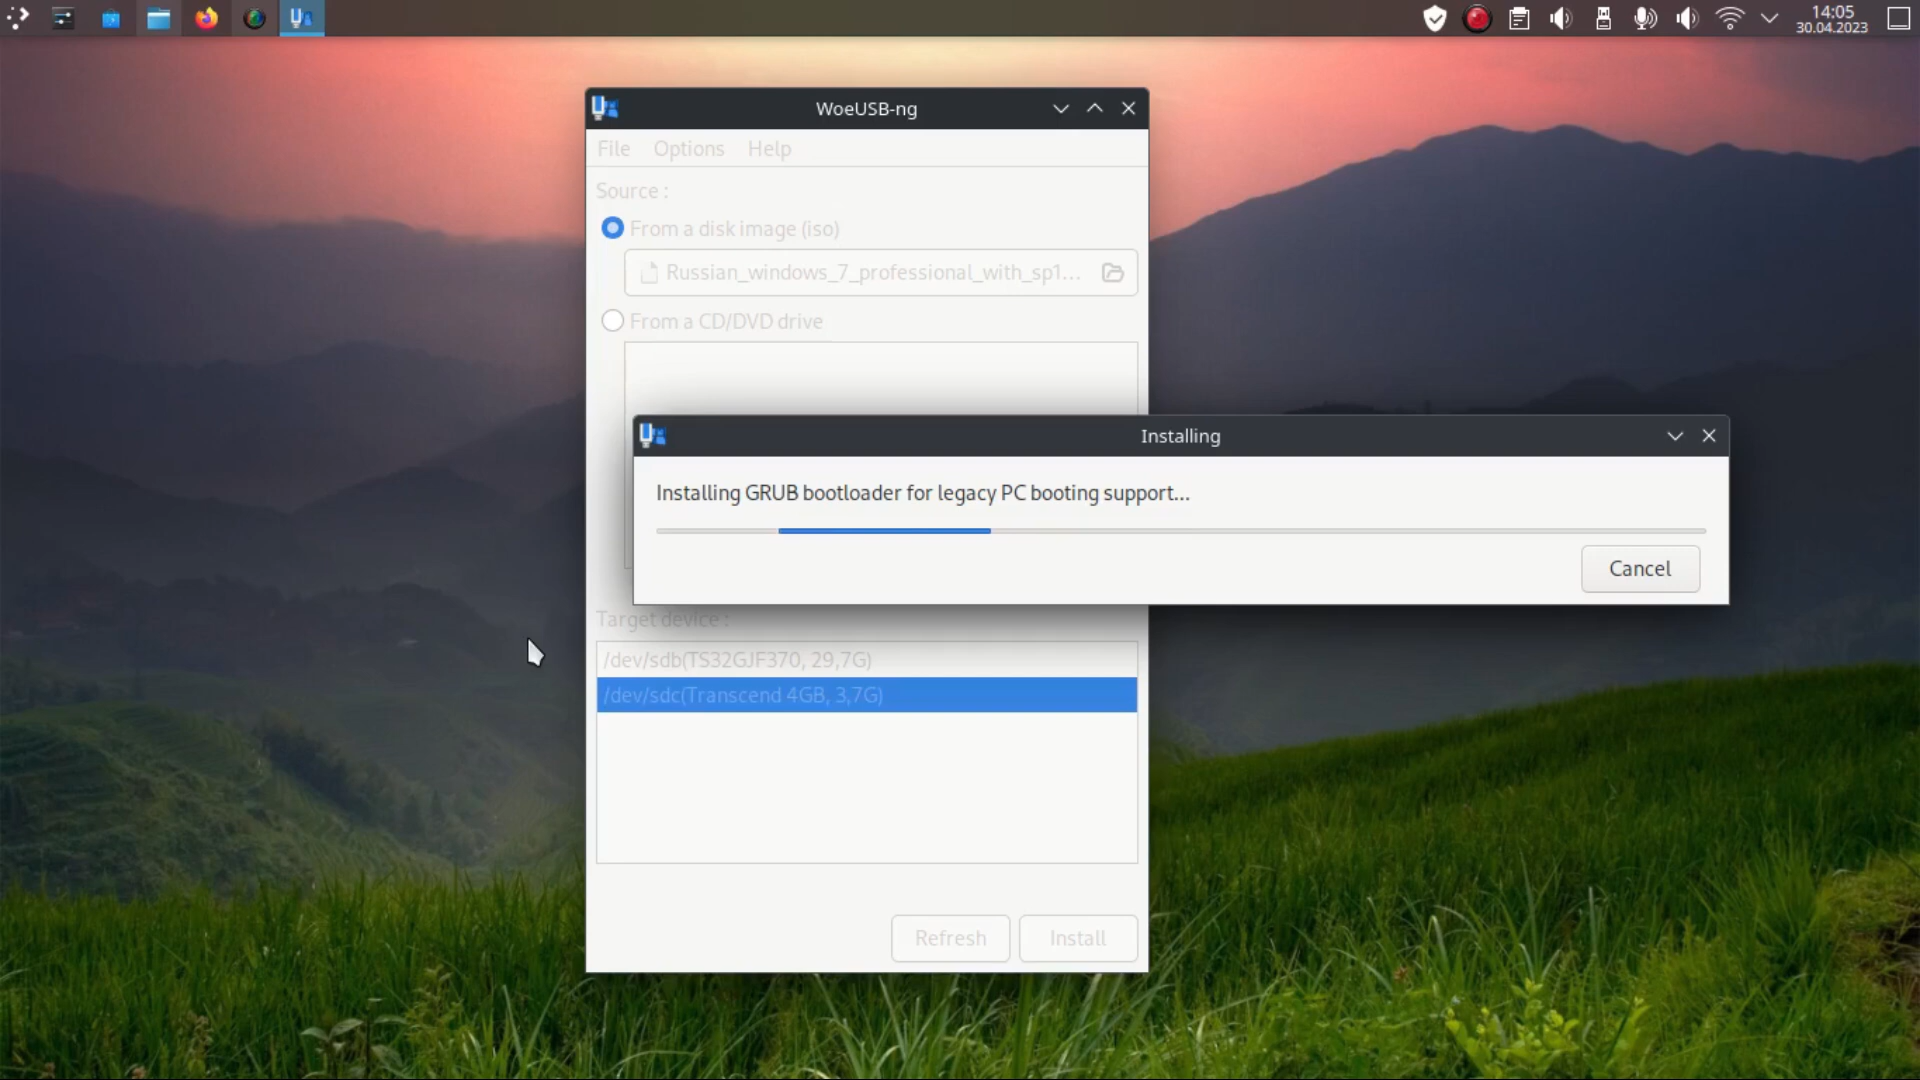 14:05
30.04.2023
WoeUSB-ng
File Options Help
Source :
From a disk image (iso)
Russian_windows_7_professional_with_sp1...
From a CD/DVD drive
Installing
Installing GRUB bootloader for legacy PC booting support...
Cancel
Target device :
/dev/sdb(TS32GJF370, 29,7G)
/dev/sdc(Transcend 4GB, 3,7G)
Refresh Install